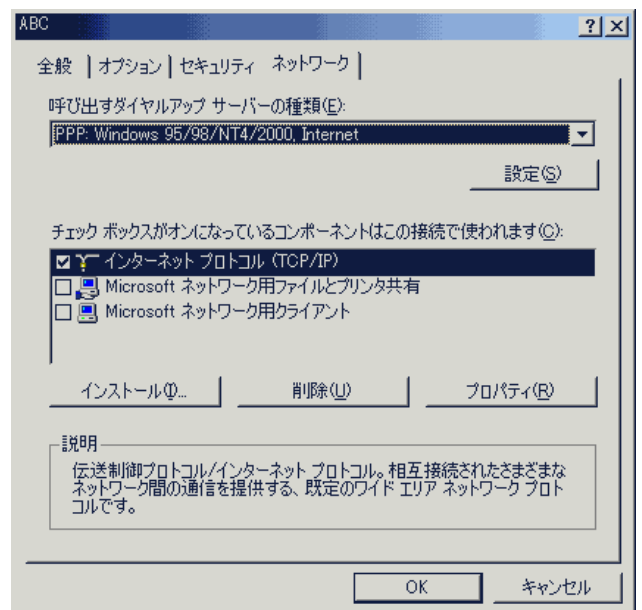 ABC
全般 オプション セキュリティ ネットワーク
呼び出すダイヤルアップ サーバーの種類(E):
PPP: Windows 95/98/NT4/2000, Internet
設定(S)
チェック ボックスがオンになっているコンポーネントはこの接続で使われます(C):
インターネット プロトコル (TCP/IP)
Microsoft ネットワーク用ファイルとプリンタ共有
Microsoft ネットワーク用クライアント
インストール(I)... 削除(U) プロパティ(R)
説明
伝送制御プロトコル/インターネット プロトコル。相互接続されたさまざまな
ネットワーク間の通信を提供する、既定のワイド エリア ネットワーク プロト
コルです。
OK キャンセル